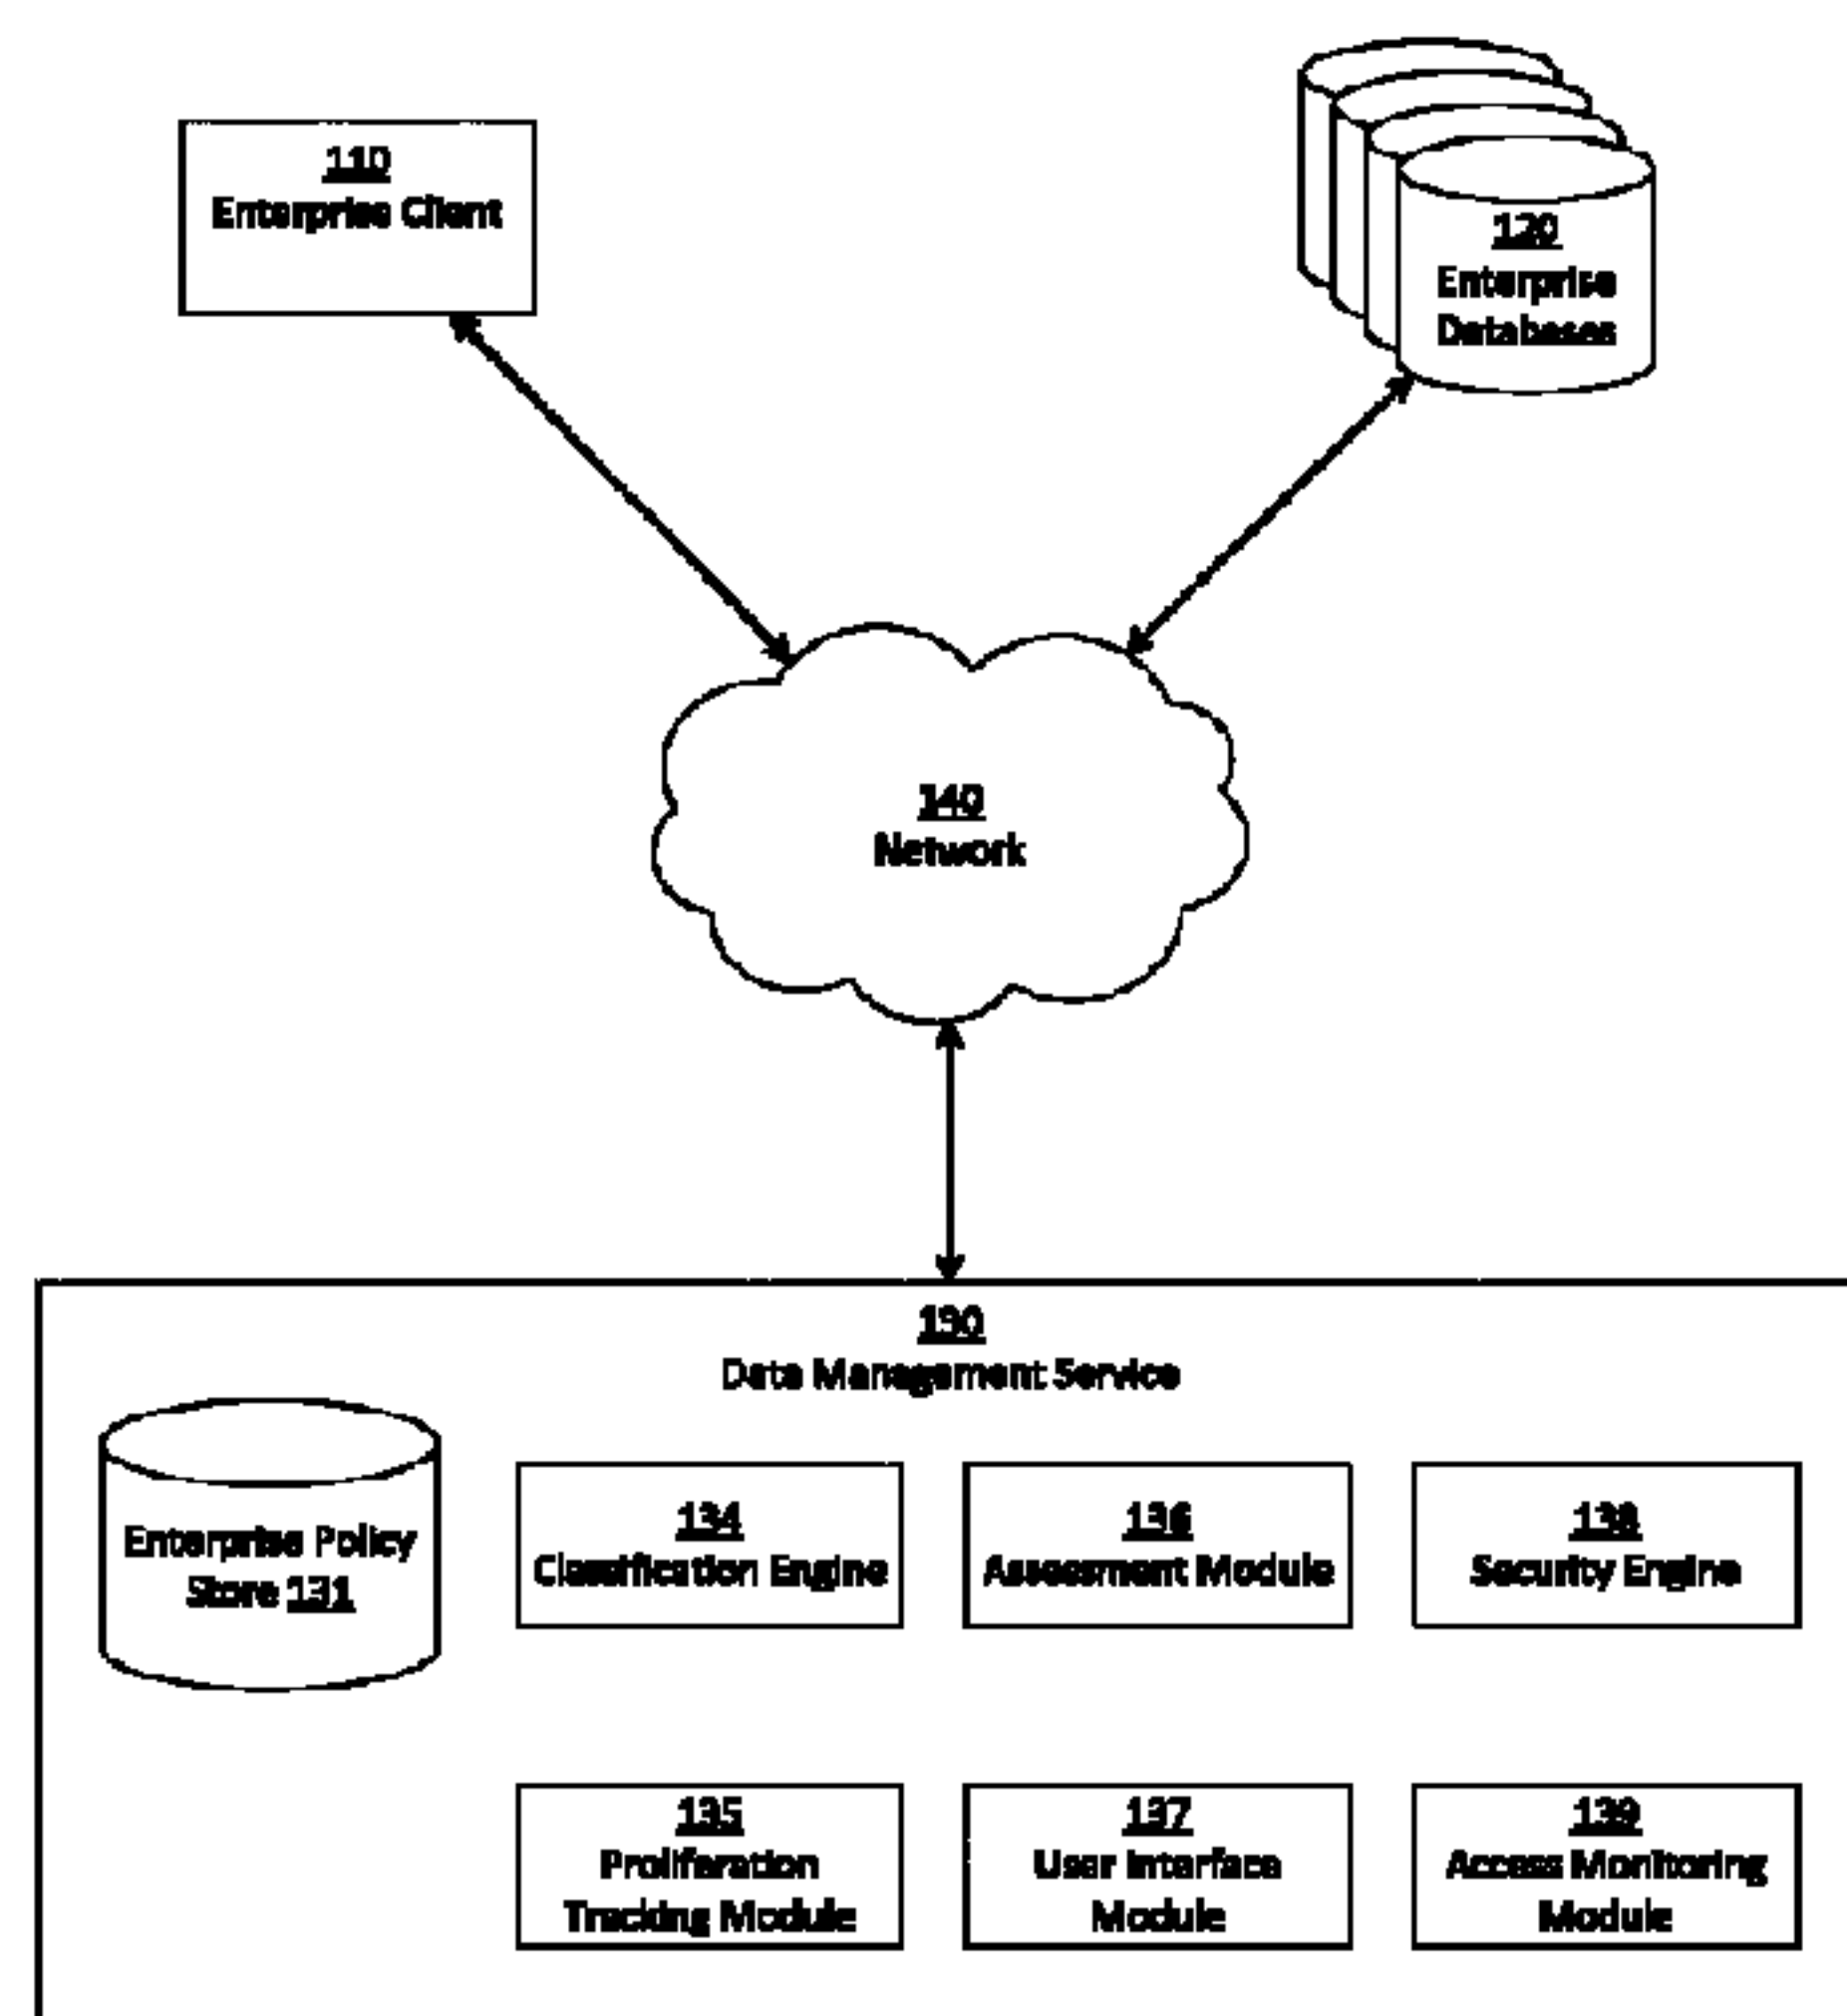 110
Enterprise Client
120
Enterprise
Databases
140
Network
130
Data Management Service
Enterprise Policy
Store 131
134
Classification Engine
136
Assessment Module
138
Security Engine
135
Proliferation
Tracking Module
137
User Interface
Module
139
Access Monitoring
Module